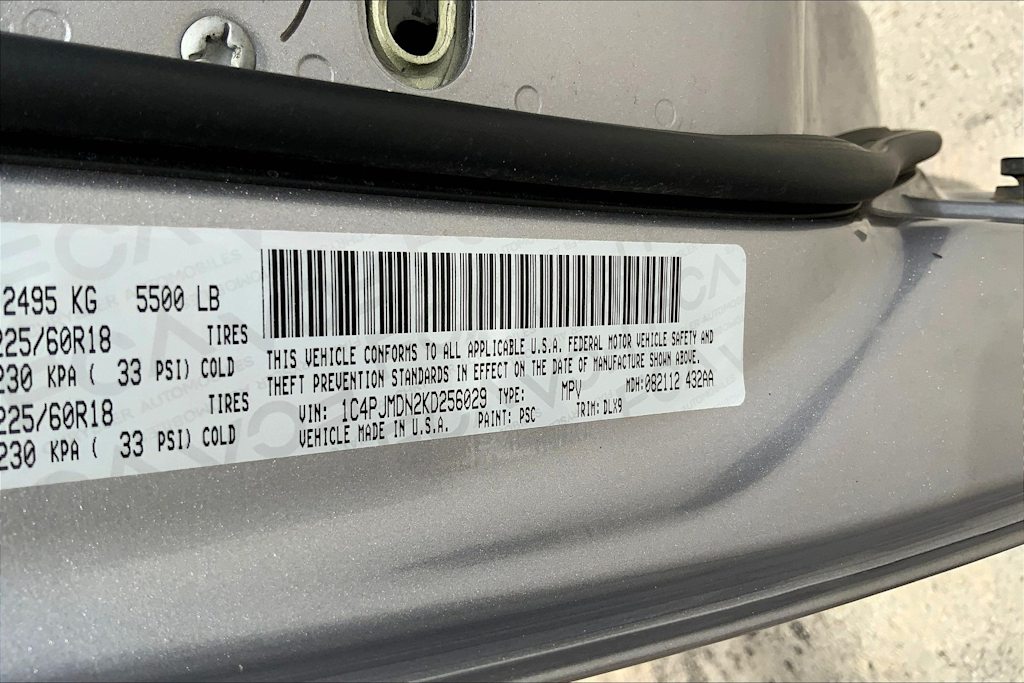 2495 KG 5500 LB
225/60R18 TIRES
230 KPA ( 33 PSI) COLD
225/60R18 TIRES
230 KPA ( 33 PSI) COLD
THIS VEHICLE CONFORMS TO ALL APPLICABLE U.S.A. FEDERAL MOTOR VEHICLE SAFETY AND
THEFT PREVENTION STANDARDS IN EFFECT ON THE DATE OF MANUFACTURE SHOWN ABOVE.
VIN: 1C4PJMDN2KD256029 TYPE: MPV MDH:082112 432AA
VEHICLE MADE IN U.S.A. PAINT: PSC TRIM: DLX9